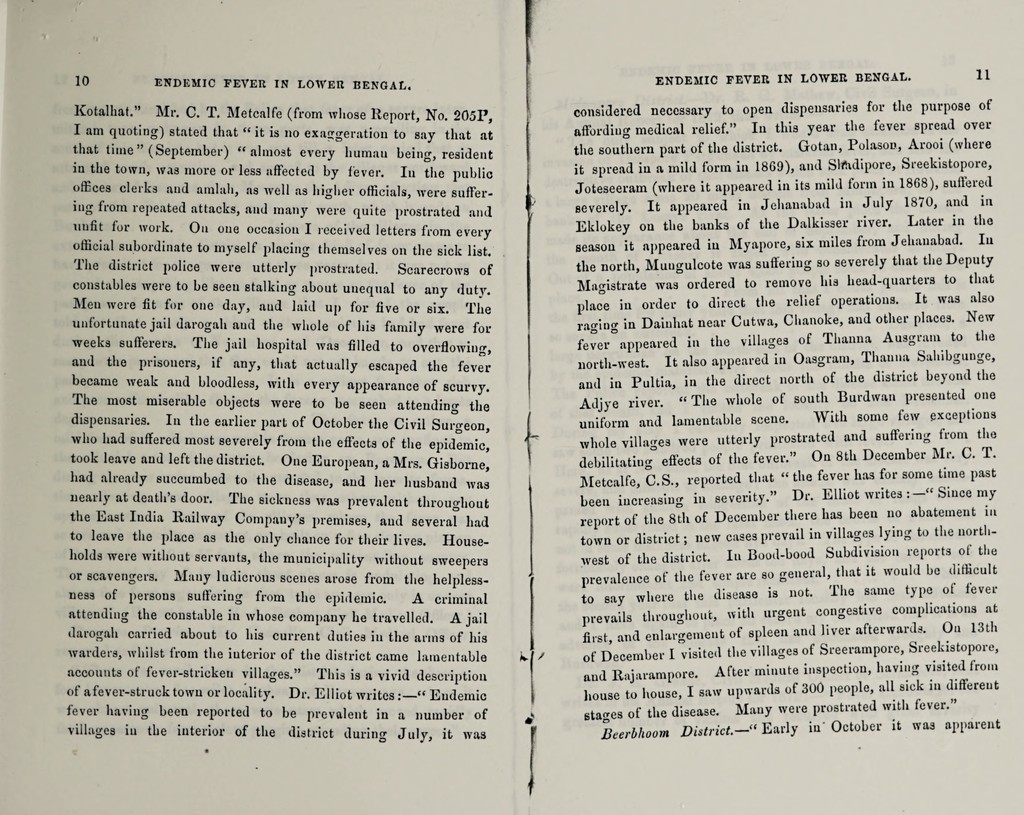 10 ENDEMIC FEVER IN LOWER BENGAL.
Kotalhat.” Mr. C. T. Metcalfe (from whose Report, No. 205P,
I am quoting) stated that “ it is no exaggeration to say that at
that time ” (September) “ almost every human being, resident
in the town, was more or less affected by fever. In the public
offices clerks and amlah, as well as higher officials, were suffer-
ing from repeated attacks, and many were quite prostrated and
unfit for work. On one occasion I received letters from every
official subordinate to myself placing themselves on the sick list.
The district police were utterly prostrated. Scarecrows of
constables were to be seen stalking about unequal to any duty.
Men were fit for one day, and laid up for five or six. The
unfortunate jail darogah and the whole of his family were for
weeks sufferers. The jail hospital was filled to overflowing,
and the prisoners, if any, that actually escaped the fever
became weak and bloodless, with every appearance of scurvy.
The most miserable objects were to be seen attending the
dispensaries. In the earlier part of October the Civil Surgeon,
who had suffered most severely from the effects of the epidemic,
took leave and left the district. One European, a Mrs. Gisborne,
had already succumbed to the disease, and her husband was
nearly at death’s door. The sickness was prevalent throughout
the East India Railway Company’s premises, and several had
to leave the place as the only chance for their lives. House-
holds were without servants, the municipality without sweepers
or scavengers. Many ludicrous scenes arose from the helpless-
ness of persons suffering from the epidemic. A criminal
attending the constable in whose company he travelled. A jail
darogah carried about to his current duties in the arms of his
warders, whilst from the interior of the district came lamentable
accounts of fever-stricken villages.” This is a vivid description
of a fever-struck town or locality. Dr. Elliot writes :—“ Endemic
fever having been reported to be prevalent in a number of
villages in the interior of the district during July, it was
ENDEMIC FEVER IN LOWER BENGAL. 11
considered necessary to open dispensaries for the purpose of
affording medical relief.” In this year the fever spread over
the southern part of the district. Gotan, Polason, Arooi (where
it spread in a mild form in 1869), and Sreekistopore,
Joteseeram (where it appeared in its mild form in 1868), suffered
severely. It appeared in Jehanabad in July 1870, and in
Eklokey on the banks of the Dalkisser river. Later in the
season it appeared in Myapore, six miles from Jehanabad. In
the north, Mungulcote was suffering so severely that the Deputy
Magistrate was ordered to remove his head-quarters to that
place in order to direct the relief operations. It was also
raging in Dainhat near Cutwa, Chanoke, and other places. New
fever appeared in the villages of Thanna Ausgram to the
north-west. It also appeared in Oasgram, Thanna Sahibgunge,
and in Pultia, in the direct north of the district beyond the
Adjye river. “ The whole of south Burdwan presented one
uniform and lamentable scene. With some few exceptions
whole villages were utterly prostrated and suffering from the
debilitating effects of the fever.” On 8th December Mr. C. T.
Metcalfe, C.S., reported that “ the fever has for some time past
been increasing in severity.” Dr. Elliot writes :—“ Since my
report of the 8th of December there has been no abatement in
town or district ; new cases prevail in villages lying to the north-
west of the district. In Bood-bood Subdivision reports of the
prevalence of the fever are so general, that it would be difficult
to say where the disease is not. The same type of fever
prevails throughout, with urgent congestive complications at
first, and enlargement of spleen and liver afterwards. On 13th
of December I visited the villages of Sreerampore, Sreekistopore,
and Rajarampore. After minute inspection, having visited from
house to house, I saw upwards of 300 people, all sick in different
stages of the disease. Many were prostrated with fever.”
Beerbhoom District.—“ Early in October it was apparent